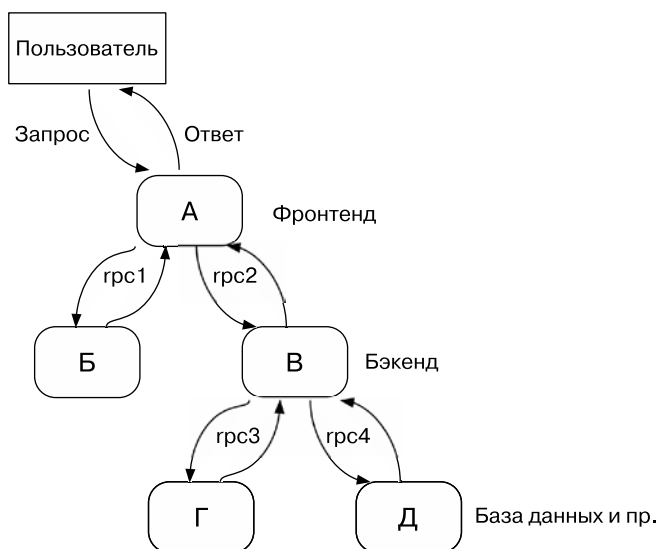 Пользователь
Запрос
Ответ
А
Фронтенд
rpc1
rpc2
Б
В
Бэкенд
rpc3
rpc4
Г
Д
База данных и пр.